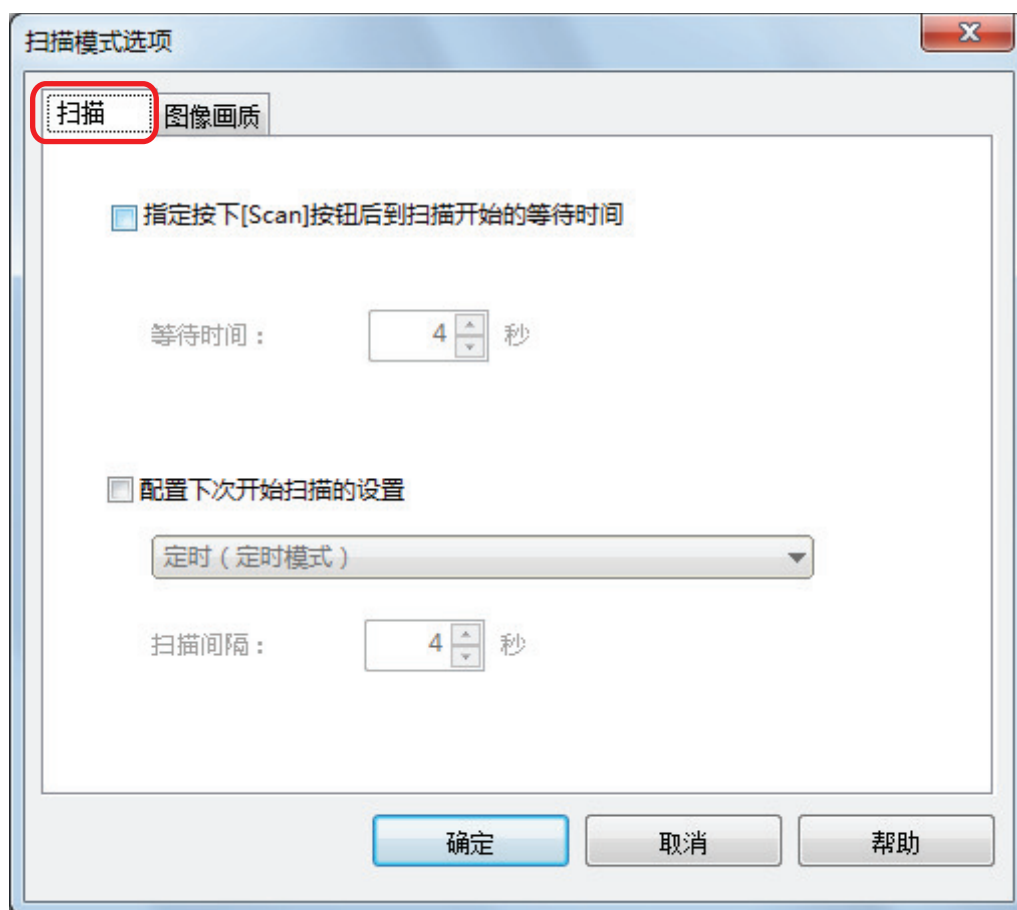 扫描模式选项
扫描 图像画质
指定按下[Scan]按钮后到扫描开始的等待时间
等待时间： 4 秒
配置下次开始扫描的设置
定时（定时模式）
扫描间隔： 4 秒
确定 取消 帮助